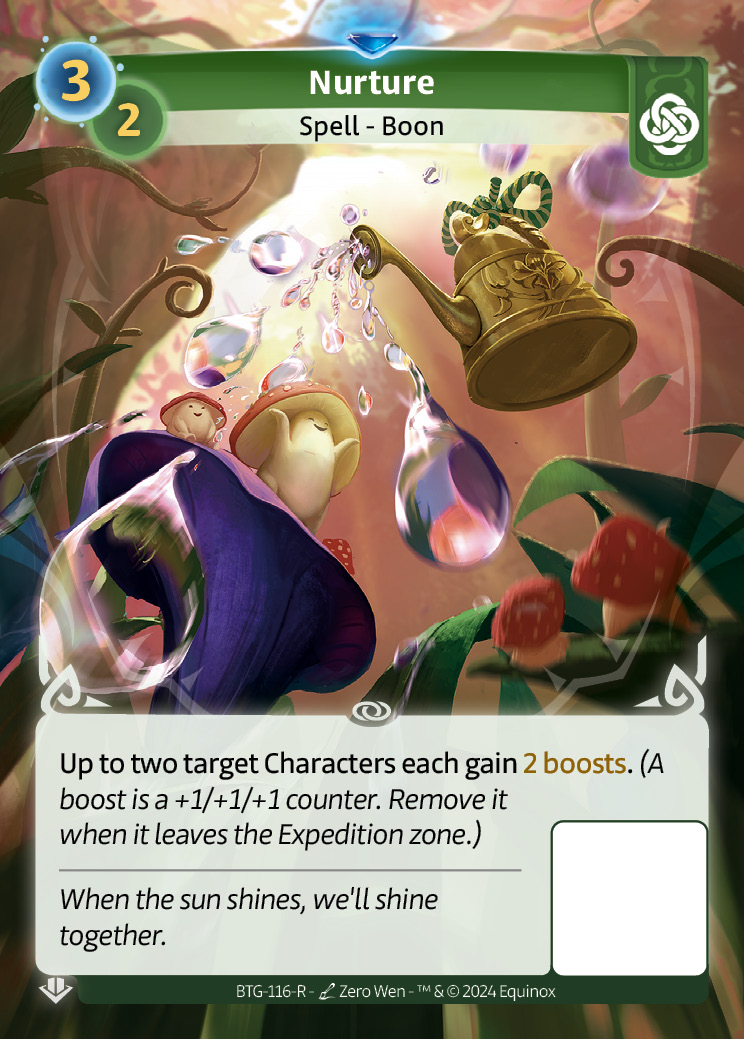 3
Nurture
2
Spell - Boon
Up to two target Characters each gain 2 boosts. (A
boost is a +1/+1/+1 counter. Remove it
when it leaves the Expedition zone.)
When the sun shines, we'll shine
together.
BTG-116-R - Zero Wen - ™ & © 2024 Equinox